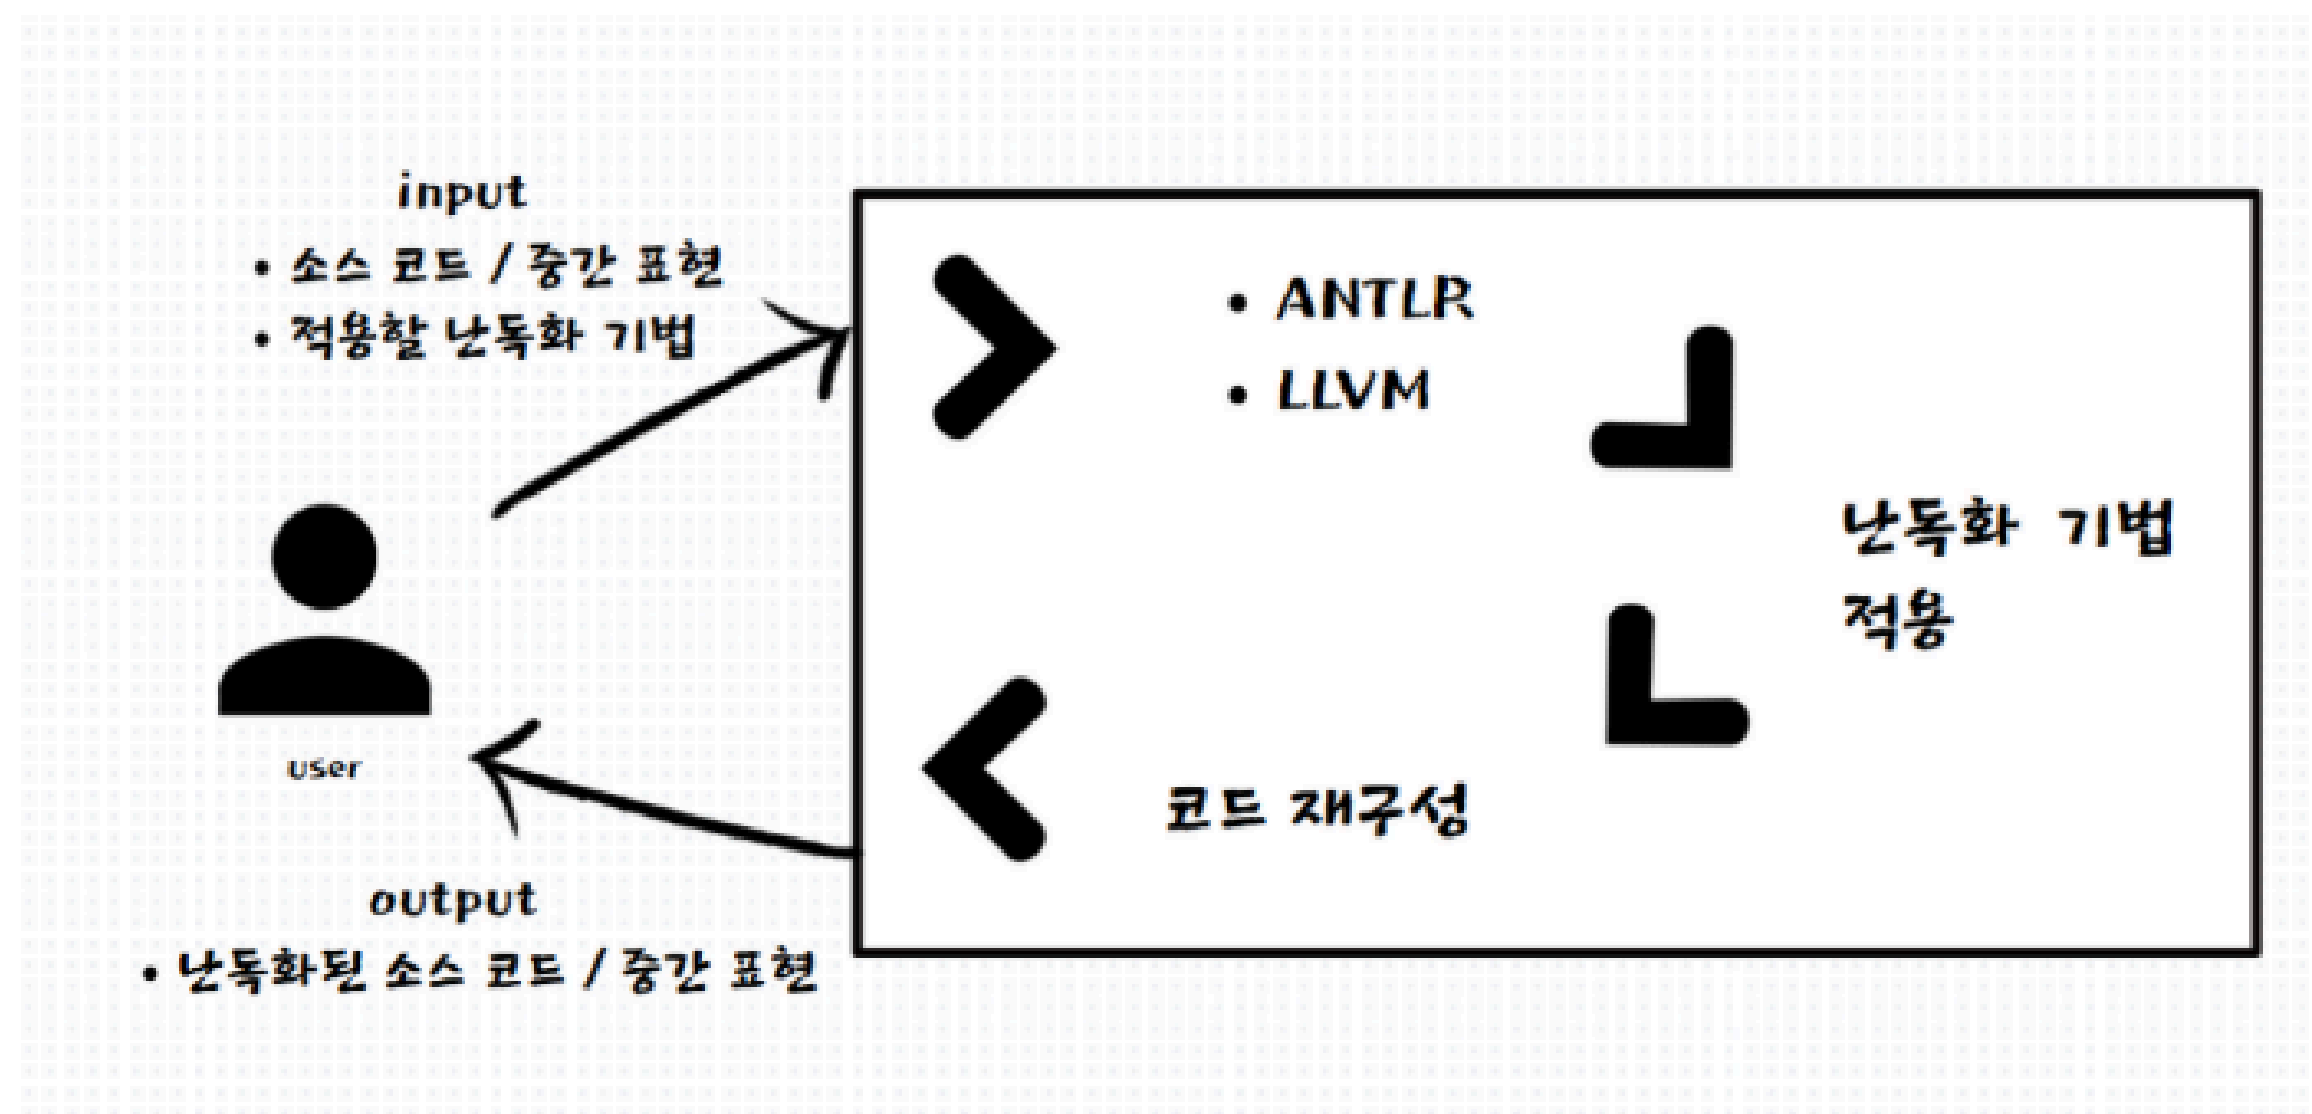 input
• 소스 코드 / 중간 표현
• 적용할 난독화 기법
• ANTLR
• LLVM
난독화 기법
적용
코드 재구성
user
output
• 난독화된 소스 코드 / 중간 표현